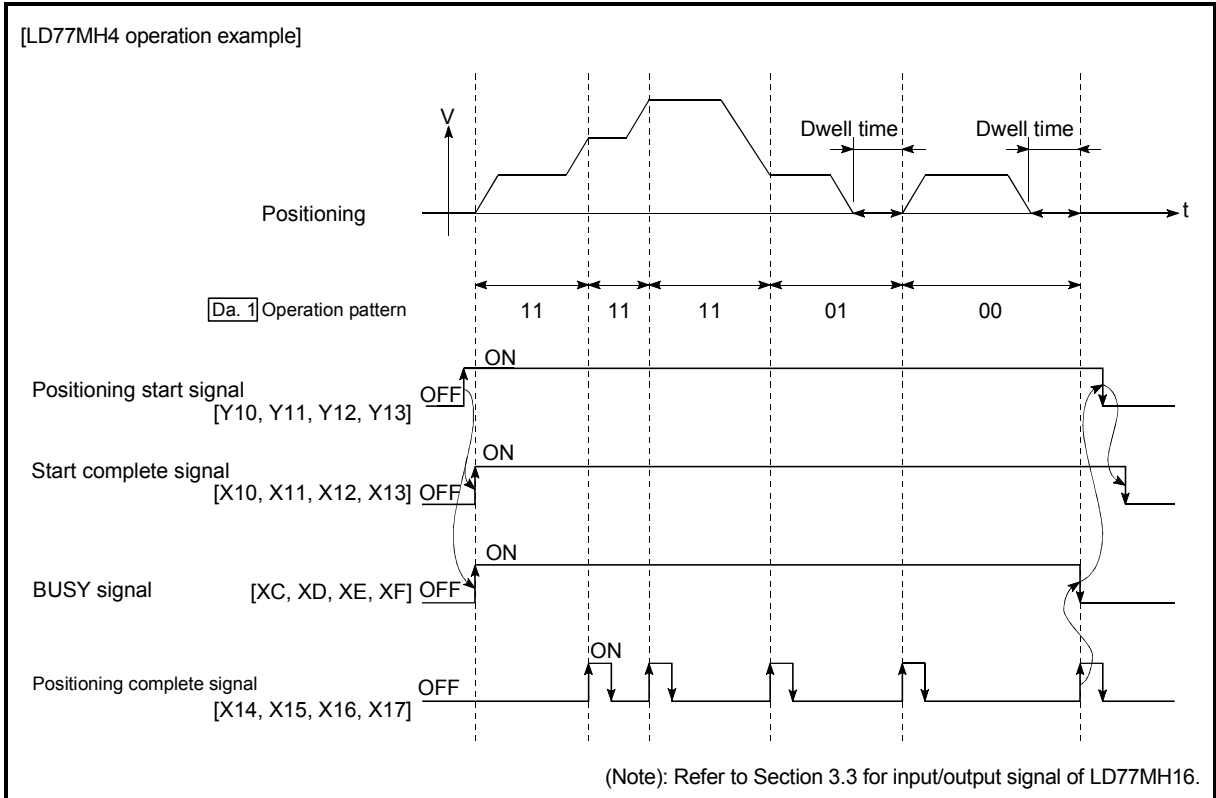 [LD77MH4 operation example]
V
Dwell time Dwell time
Positioning
t
Da. 1 Operation pattern 11 11 11 01 00
ON
Positioning start signal
OFF
[Y10, Y11, Y12, Y13]
ON
Start complete signal
[X10, X11, X12, X13] OFF
ON
BUSY signal [XC, XD, XE, XF] OFF
ON
Positioning complete signal OFF
[X14, X15, X16, X17]
(Note): Refer to Section 3.3 for input/output signal of LD77MH16.